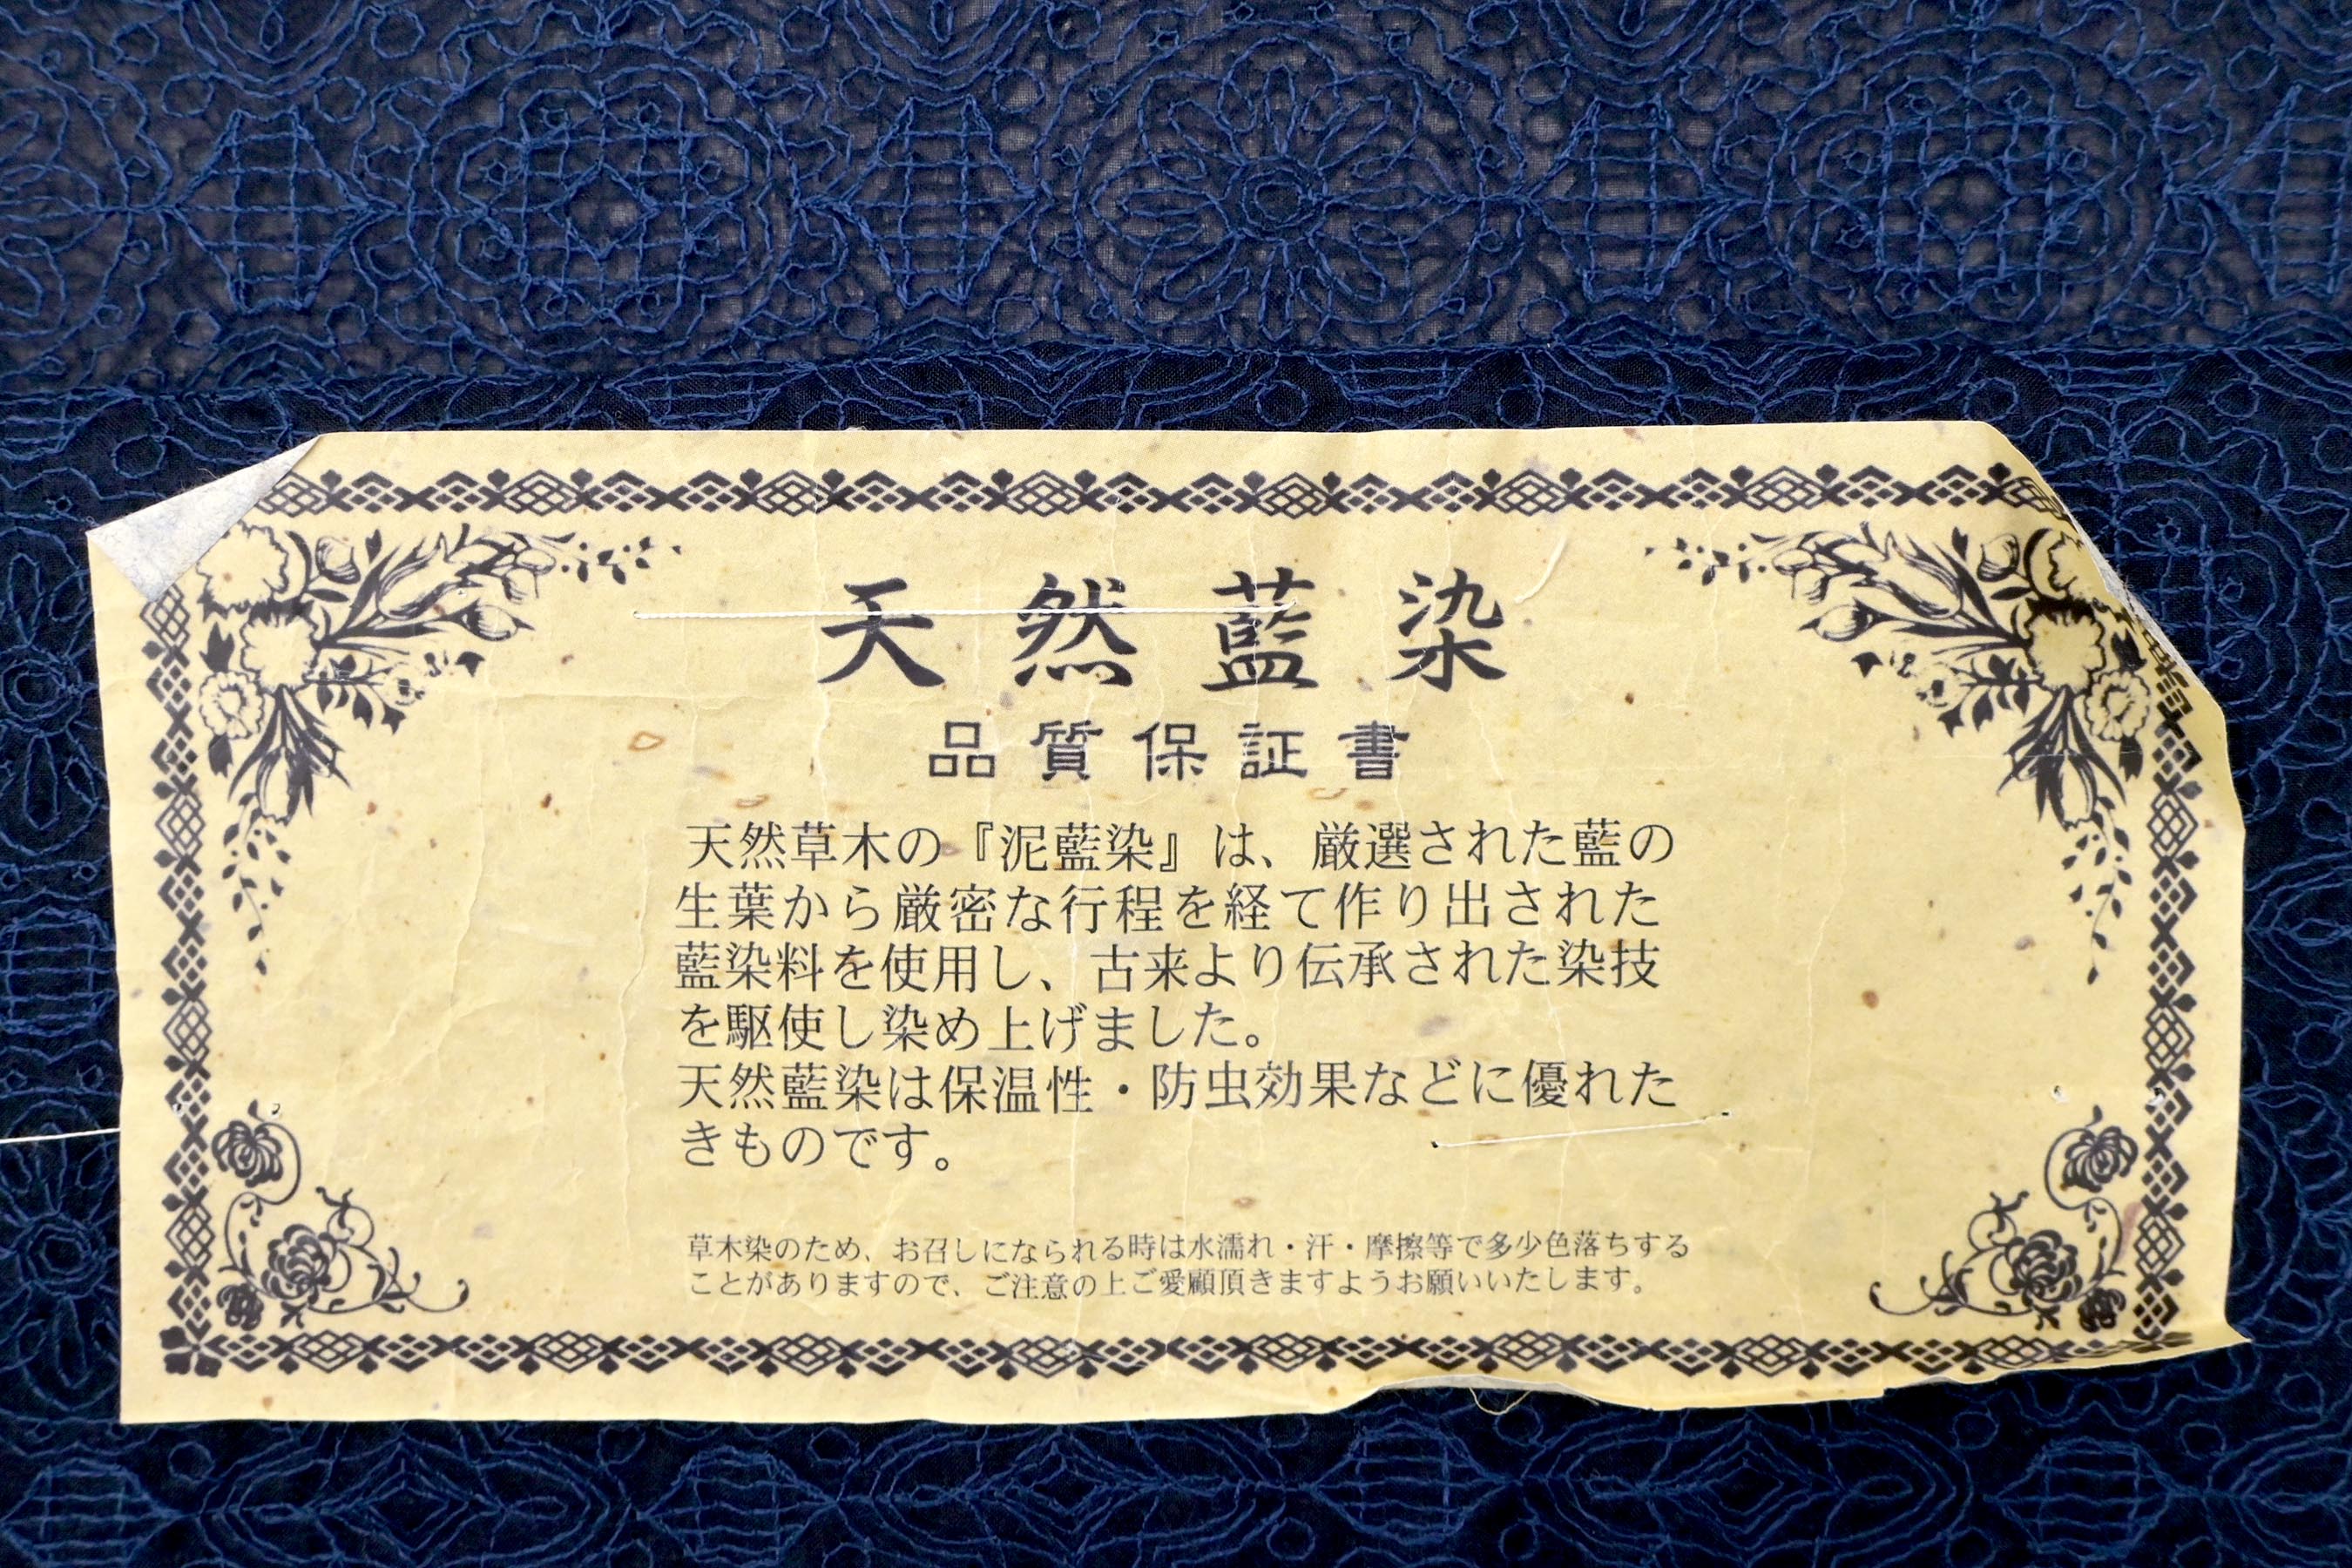 天然藍染
品質保証書
天然草木の『泥藍染』は、厳選された藍の
生葉から厳密な行程を経て作り出された
藍染料を使用し、古来より伝承された染技
を駆使し染め上げました。
天然藍染は保温性・防虫効果などに優れた
きものです。
草木染のため、お召しになられる時は水濡れ・汗・摩擦等で多少色落ちする
ことがありますので、ご注意の上ご愛顧頂きますようお願いいたします。